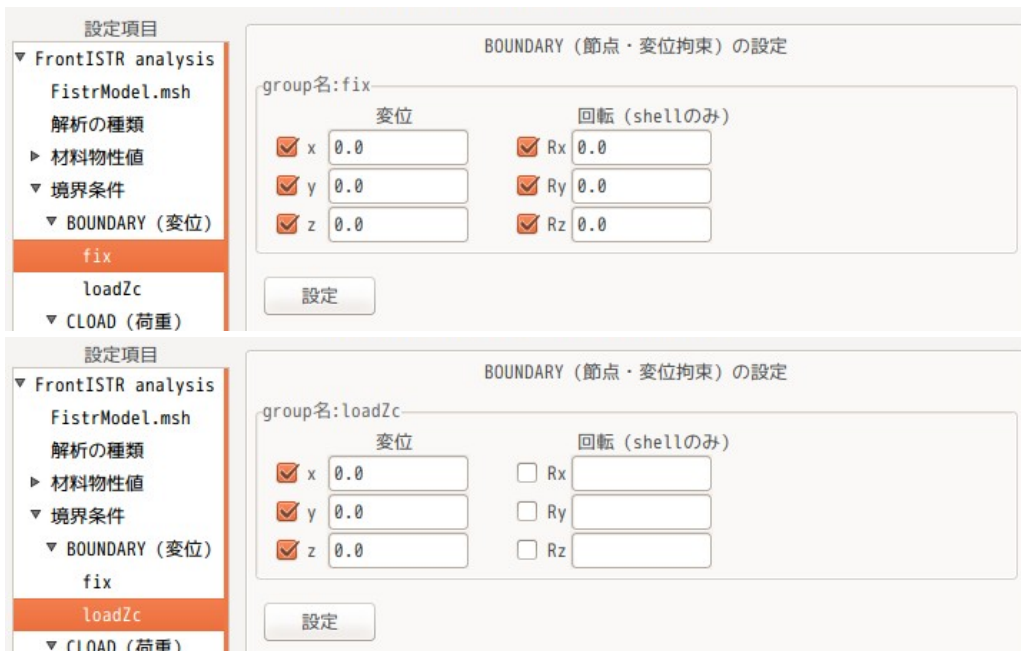 設定項目
▼ FrontISTR analysis
FistrModel.msh
解析の種類
▶ 材料物性値
▼ 境界条件
▼ BOUNDARY (変位)
fix
loadZc
▼ CLOAD (荷重)
BOUNDARY (節点・変位拘束) の設定
group名:fix
変位 回転 (shellのみ)
x 0.0 Rx 0.0
y 0.0 Ry 0.0
z 0.0 Rz 0.0
設定
設定項目
▼ FrontISTR analysis
FistrModel.msh
解析の種類
▶ 材料物性値
▼ 境界条件
▼ BOUNDARY (変位)
fix
loadZc
▼ CLOAD (荷重)
BOUNDARY (節点・変位拘束) の設定
group名:loadZc
変位 回転 (shellのみ)
x 0.0 Rx
y 0.0 Ry
z 0.0 Rz
設定